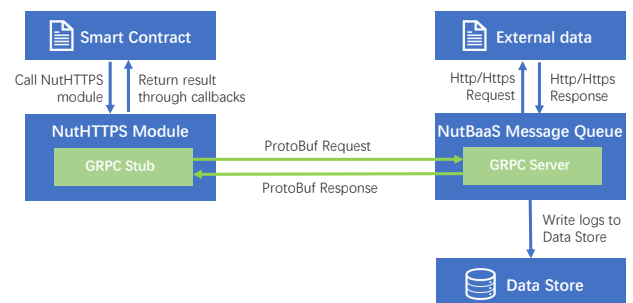 Smart Contract
External data
Call NutHTTPS
module
Return result
through callbacks
Http/Https
Request
Http/Https
Response
NutHTTPS Module
GRPC Stub
ProtoBuf Request
ProtoBuf Response
NutBaaS Message Queue
GRPC Server
Write logs to
Data Store
Data Store